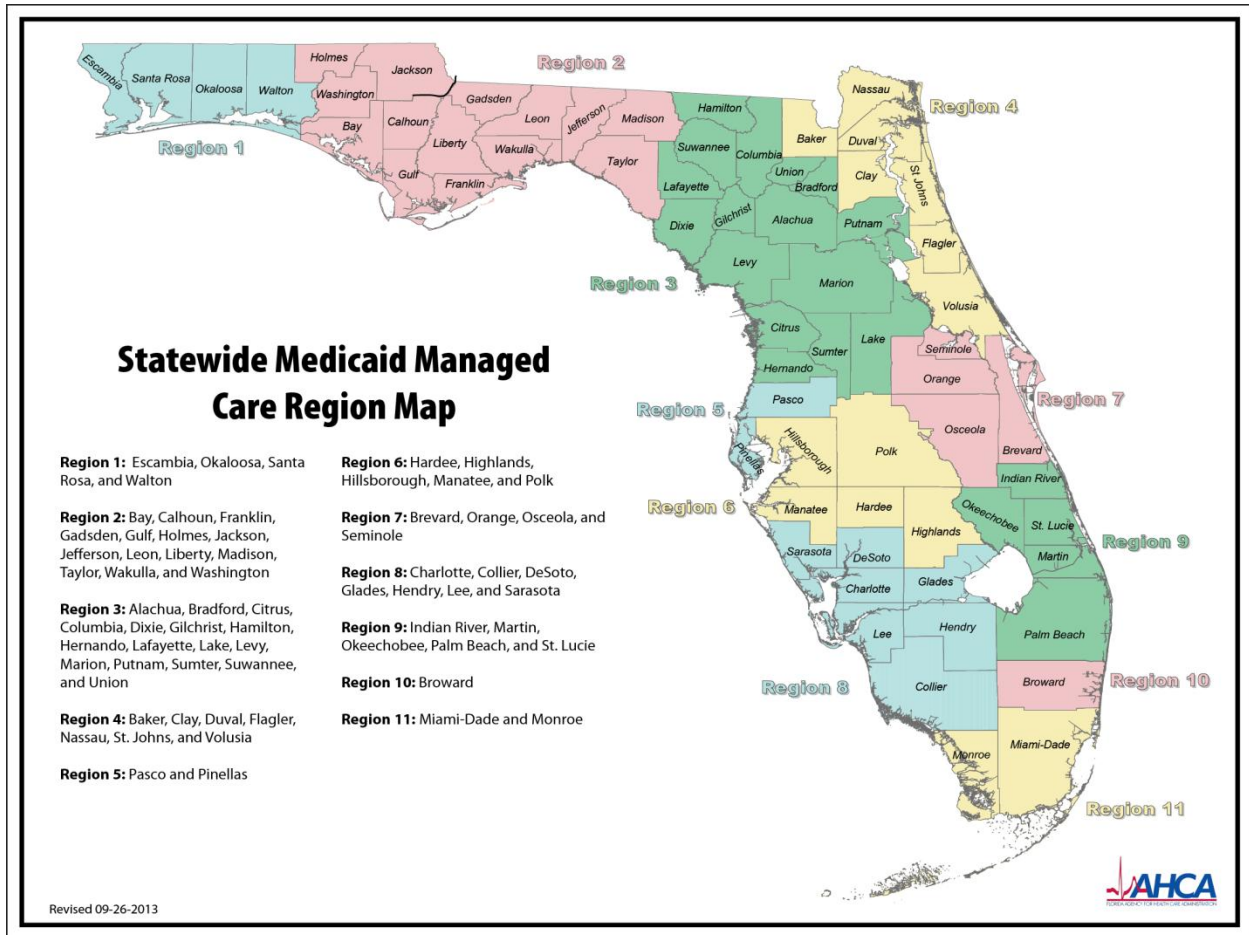 Statewide Medicaid Managed
Care Region Map
Region 1: Escambia, Okaloosa, Santa
Rosa, and Walton
Region 2: Bay, Calhoun, Franklin,
Gadsden, Gulf, Holmes, Jackson,
Jefferson, Leon, Liberty, Madison,
Taylor, Wakulla, and Washington
Region 3: Alachua, Bradford, Citrus,
Columbia, Dixie, Gilchrist, Hamilton,
Hernando, Lafayette, Lake, Levy,
Marion, Putnam, Sumter, Suwannee,
and Union
Region 4: Baker, Clay, Duval, Flagler,
Nassau, St. Johns, and Volusia
Region 5: Pasco and Pinellas
Region 6: Hardee, Highlands,
Hillsborough, Manatee, and Polk
Region 7: Brevard, Orange, Osceola, and
Seminole
Region 8: Charlotte, Collier, DeSoto,
Glades, Hendry, Lee, and Sarasota
Region 9: Indian River, Martin,
Okeechobee, Palm Beach, and St. Lucie
Region 10: Broward
Region 11: Miami-Dade and Monroe
Escambia
Santa Rosa
Okaloosa
Walton
Region 1
Holmes
Jackson
Washington
Bay
Calhoun
Gulf
Liberty
Gadsden
Leon
Wakulla
Franklin
Jefferson
Madison
Taylor
Region 2
Hamilton
Suwannee
Columbia
Lafayette
Union
Bradford
Dixie
Gilchrist
Alachua
Putnam
Levy
Marion
Citrus
Sumter
Lake
Hernando
Region 3
Nassau
Baker
Duval
Clay
St Johns
Flagler
Volusia
Region 4
Pasco
Pinellas
Region 5
Hillsborough
Polk
Manatee
Hardee
Highlands
Region 6
Seminole
Orange
Osceola
Brevard
Region 7
Sarasota
DeSoto
Charlotte
Glades
Lee
Hendry
Collier
Region 8
Indian River
Okeechobee
St. Lucie
Martin
Palm Beach
Region 9
Broward
Region 10
Monroe
Miami-Dade
Region 11
Revised 09-26-2013
AHCA
FLORIDA AGENCY FOR HEALTH CARE ADMINISTRATION